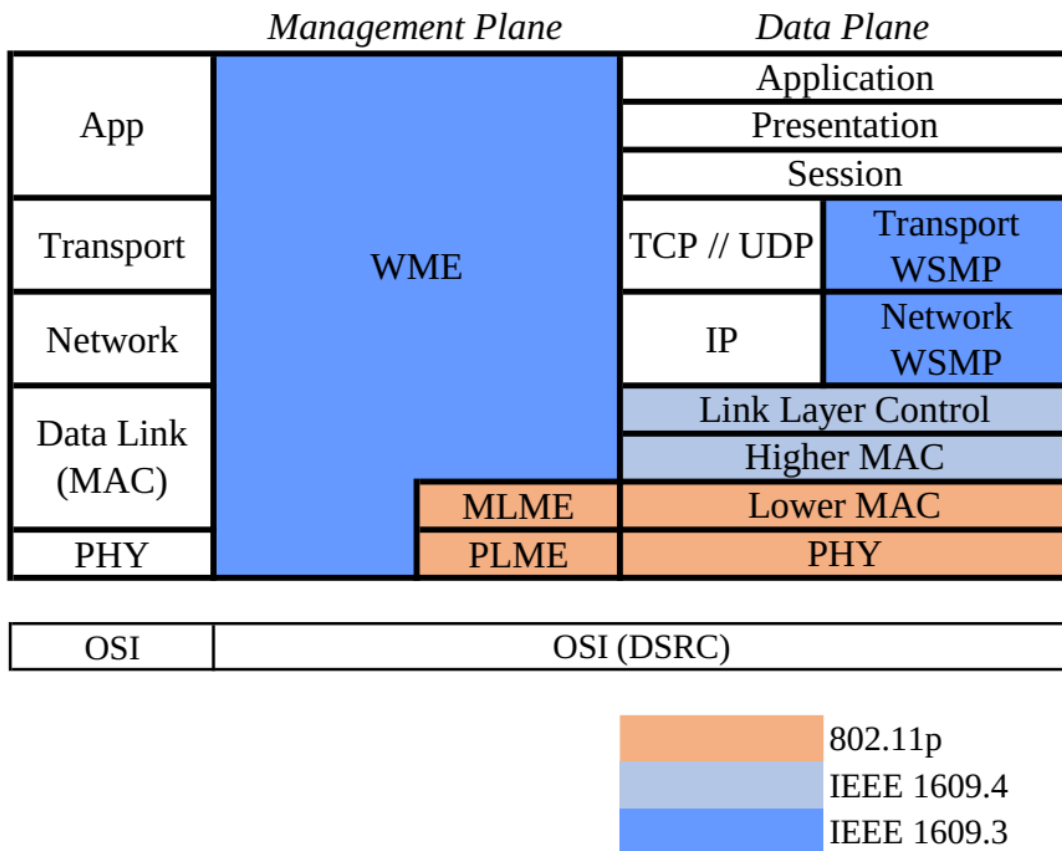 Management Plane
Data Plane
App
WME
Application
Presentation
Session
Transport
TCP // UDP
Transport
WSMP
Network
IP
Network
WSMP
Data Link
(MAC)
Link Layer Control
Higher MAC
MLME
Lower MAC
PHY
PLME
PHY
OSI
OSI (DSRC)
802.11p
IEEE 1609.4
IEEE 1609.3